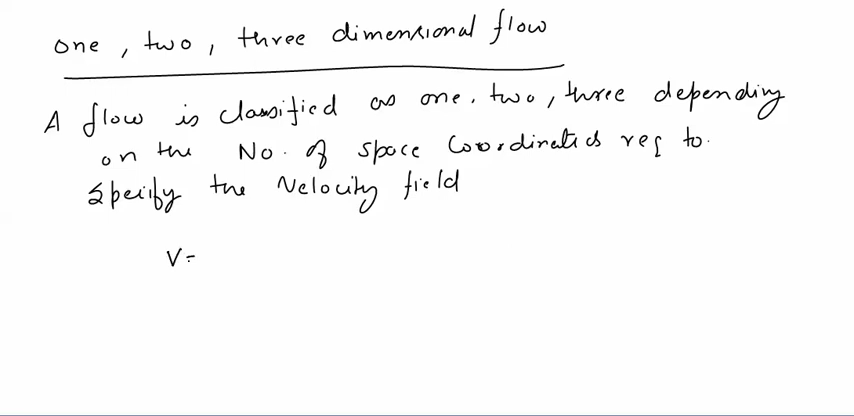 one, two, three dimensional flow
A flow is classified as one, two, three depending
on the No. of space coordinates req to.
specify the velocity field
V=